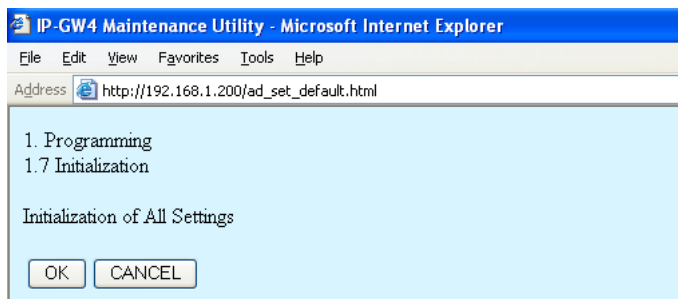 IP-GW4 Maintenance Utility - Microsoft Internet Explorer
File Edit View Favorites Tools Help
Address http://192.168.1.200/ad_set_default.html
1. Programming
1.7 Initialization
Initialization of All Settings
OK CANCEL